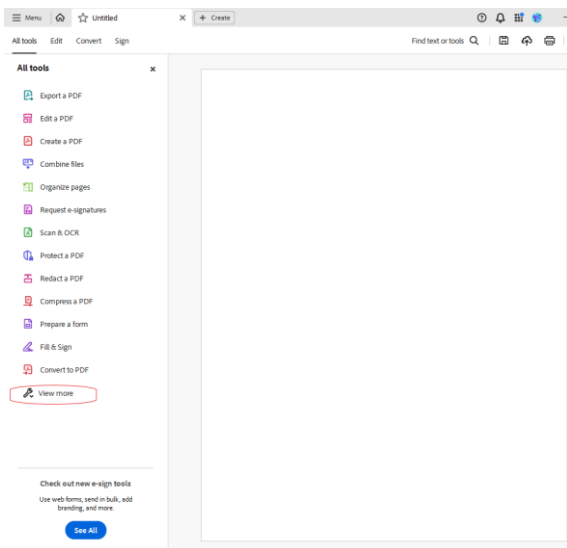 Menu
Untitled
+ Create
All tools
Edit
Convert
Sign
Find text or tools
All tools
Export a PDF
Edit a PDF
Create a PDF
Combine files
Organize pages
Request e-signatures
Scan & OCR
Protect a PDF
Redact a PDF
Compress a PDF
Prepare a form
Fill & Sign
Convert to PDF
View more
Check out new e-sign tools
Use web forms, send in bulk, add
branding, and more.
See All